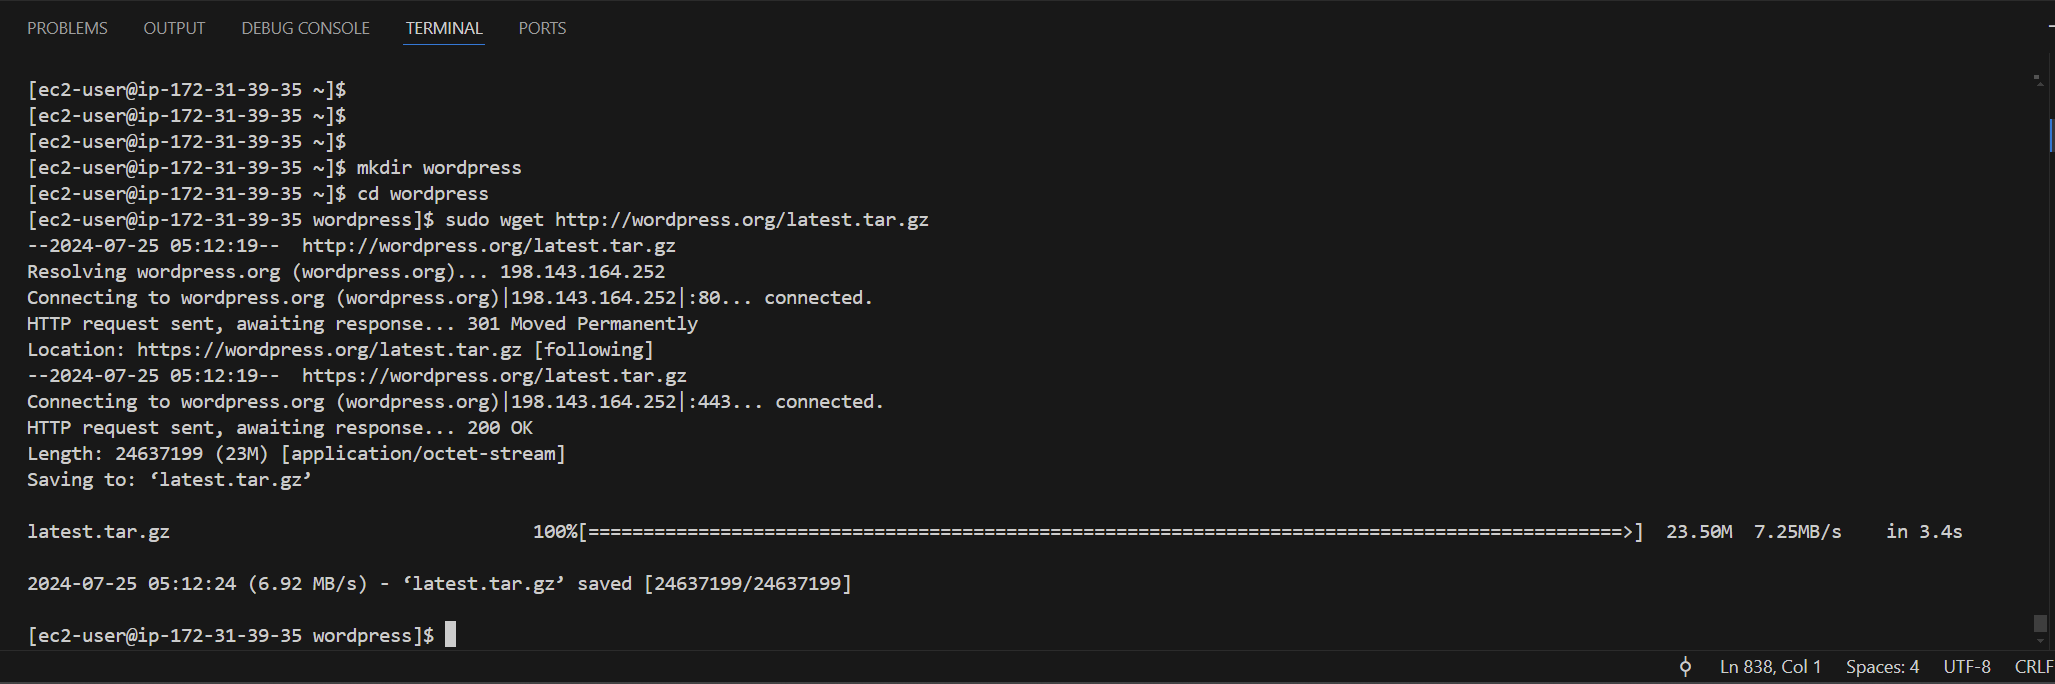 PROBLEMS OUTPUT DEBUG CONSOLE TERMINAL PORTS
[ec2-user@ip-172-31-39-35 ~]$
[ec2-user@ip-172-31-39-35 ~]$
[ec2-user@ip-172-31-39-35 ~]$
[ec2-user@ip-172-31-39-35 ~]$ mkdir wordpress
[ec2-user@ip-172-31-39-35 ~]$ cd wordpress
[ec2-user@ip-172-31-39-35 wordpress]$ sudo wget http://wordpress.org/latest.tar.gz
--2024-07-25 05:12:19--  http://wordpress.org/latest.tar.gz
Resolving wordpress.org (wordpress.org)... 198.143.164.252
Connecting to wordpress.org (wordpress.org)|198.143.164.252|:80... connected.
HTTP request sent, awaiting response... 301 Moved Permanently
Location: https://wordpress.org/latest.tar.gz [following]
--2024-07-25 05:12:19--  https://wordpress.org/latest.tar.gz
Connecting to wordpress.org (wordpress.org)|198.143.164.252|:443... connected.
HTTP request sent, awaiting response... 200 OK
Length: 24637199 (23M) [application/octet-stream]
Saving to: ‘latest.tar.gz’
latest.tar.gz 100%[==============================================================================================>] 23.50M 7.25MB/s in 3.4s
2024-07-25 05:12:24 (6.92 MB/s) - ‘latest.tar.gz’ saved [24637199/24637199]
[ec2-user@ip-172-31-39-35 wordpress]$
Ln 838, Col 1 Spaces: 4 UTF-8 CRLF